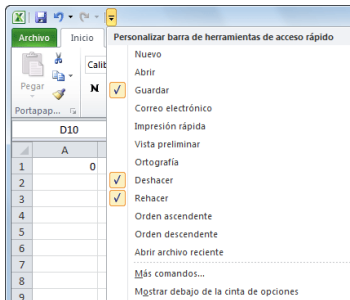 Archivo Inicio
Personalizar barra de herramientas de acceso rápido
Nuevo
Abrir
Guardar
Correo electrónico
Impresión rápida
Vista preliminar
Ortografía
Deshacer
Rehacer
Orden ascendente
Orden descendente
Abrir archivo reciente
Más comandos...
Mostrar debajo de la cinta de opciones
Pegar
Calib
N
Portapap...
D10
A
1 0
2
3
4
5
6
7
8
9